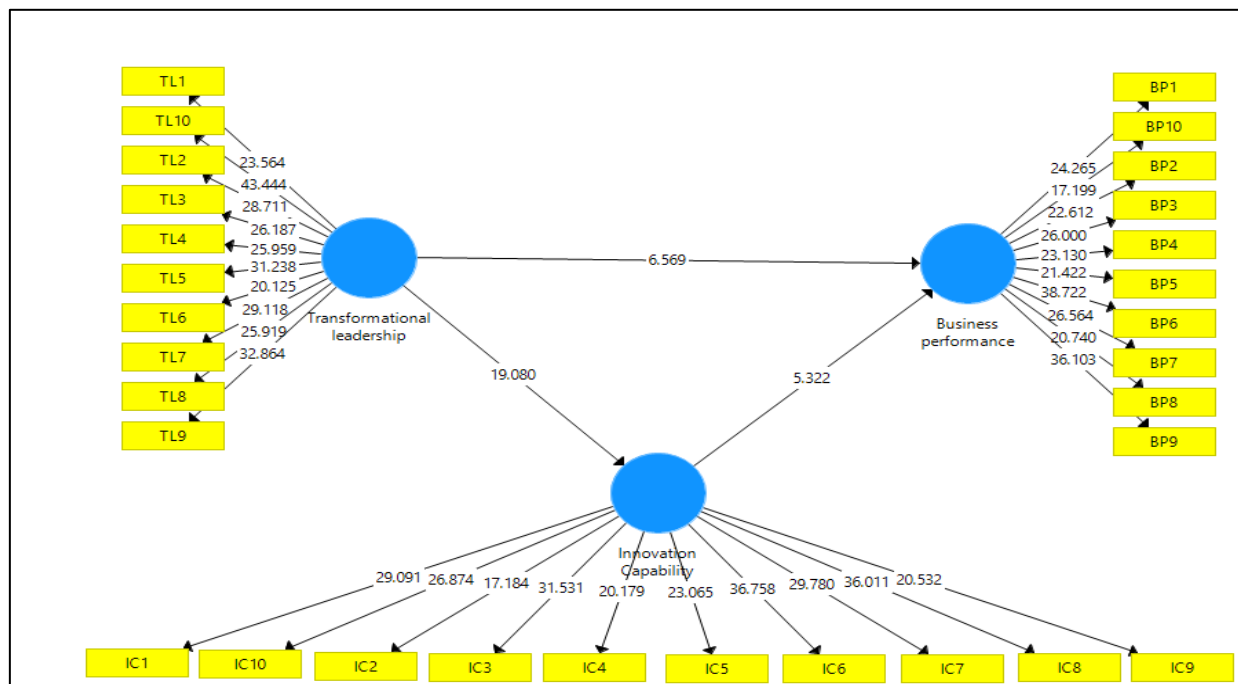 TL1
TL10
TL2
TL3
TL4
TL5
TL6
TL7
TL8
TL9
23.564
43.444
28.711
26.187
25.959
31.238
20.125
29.118
25.919
32.864
Transformational
leadership
6.569
19.080
5.322
Business
performance
24.265
17.199
22.612
26.000
23.130
21.422
38.722
26.564
20.740
36.103
BP1
BP10
BP2
BP3
BP4
BP5
BP6
BP7
BP8
BP9
Innovation
Capability
29.091
26.874
17.184
31.531
20.179
23.065
36.758
29.780
36.011
20.532
IC1
IC10
IC2
IC3
IC4
IC5
IC6
IC7
IC8
IC9